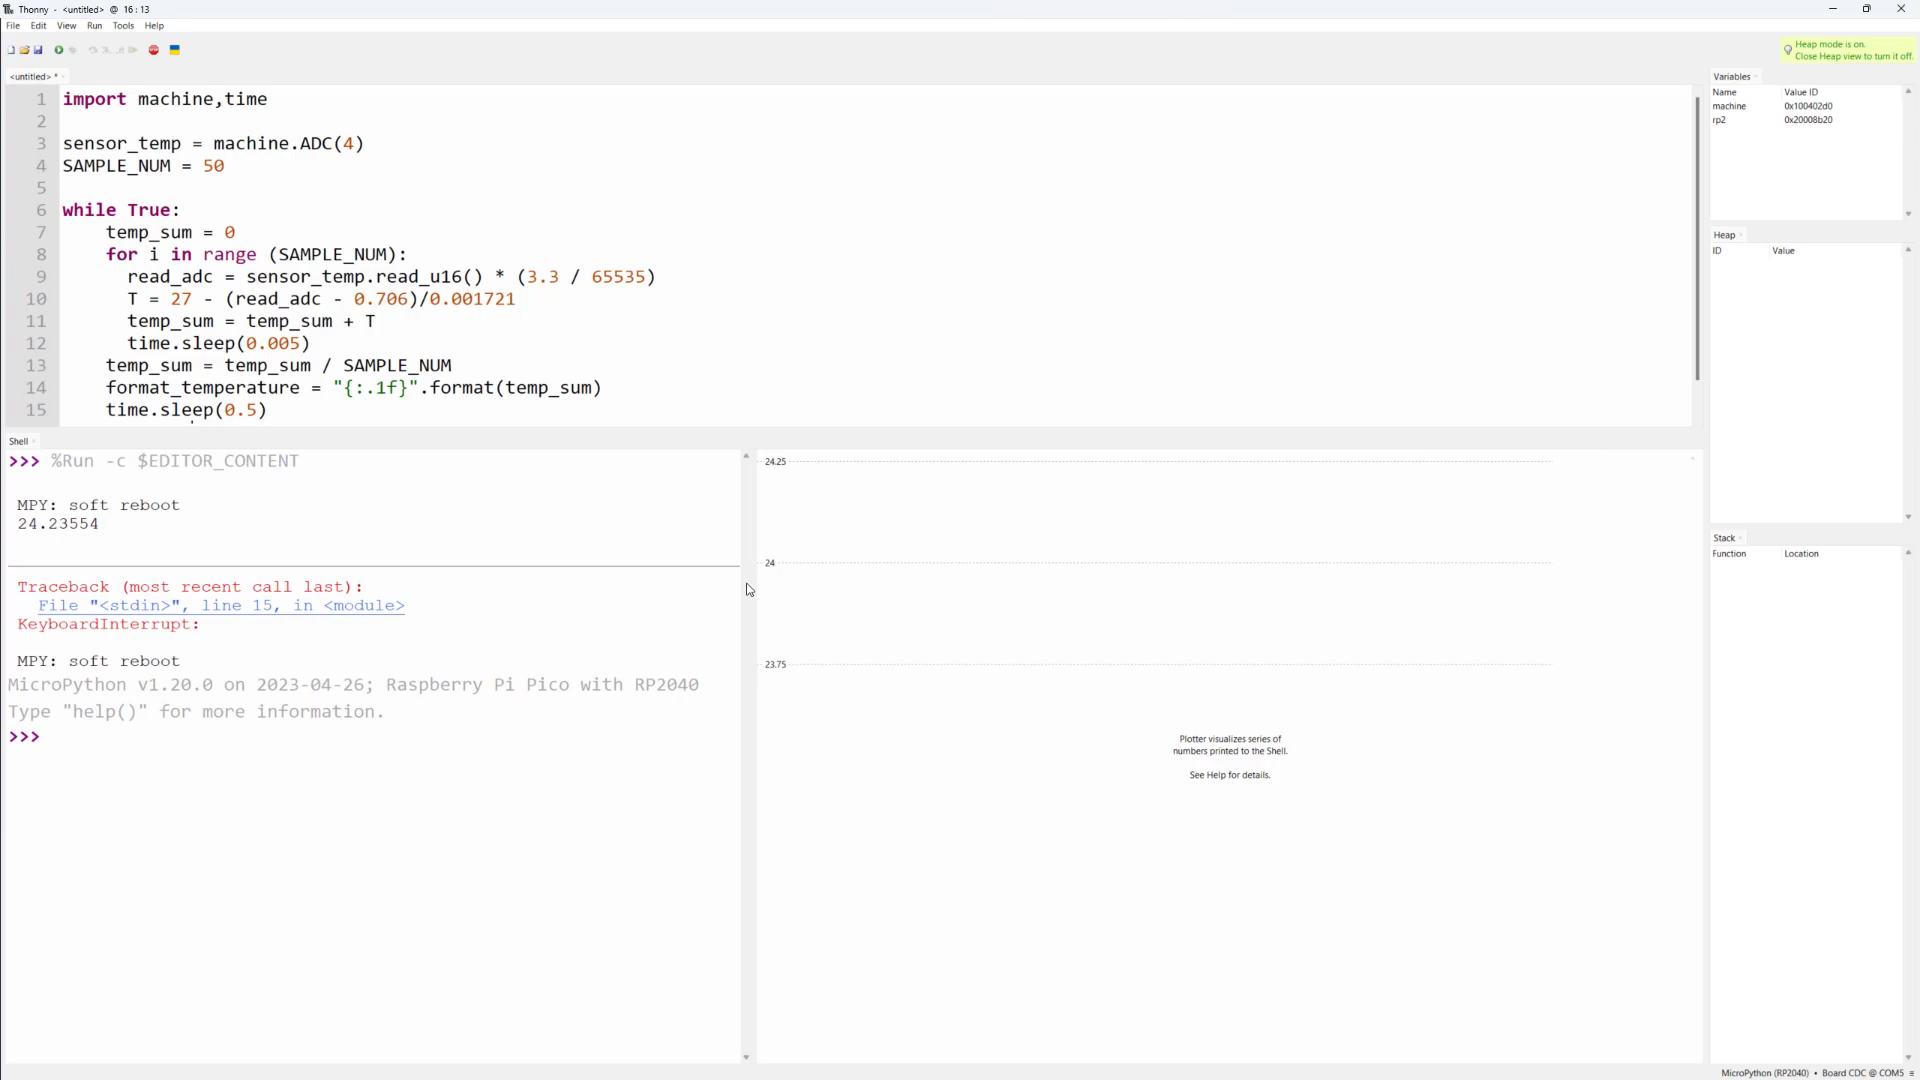 Thonny - <untitled> @ 16 : 13
File Edit View Run Tools Help
Heap mode is on.
Close Heap view to turn it off.
<untitled> *
1 import machine,time
2
3 sensor_temp = machine.ADC(4)
4 SAMPLE_NUM = 50
5
6 while True:
7 temp_sum = 0
8 for i in range (SAMPLE_NUM):
9 read_adc = sensor_temp.read_u16() * (3.3 / 65535)
10 T = 27 - (read_adc - 0.706)/0.001721
11 temp_sum = temp_sum + T
12 time.sleep(0.005)
13 temp_sum = temp_sum / SAMPLE_NUM
14 format_temperature = "{:.1f}".format(temp_sum)
15 time.sleep(0.5)
Shell
>>> %Run -c $EDITOR_CONTENT
MPY: soft reboot
24.23554
Traceback (most recent call last):
File "<stdin>", line 15, in <module>
KeyboardInterrupt:
MPY: soft reboot
MicroPython v1.20.0 on 2023-04-26; Raspberry Pi Pico with RP2040
Type "help()" for more information.
>>>
24.25
24
23.75
Plotter visualizes series of
numbers printed to the Shell.
See Help for details.
Variables
Name Value ID
machine 0x100402d0
rp2 0x20008b20
Heap
ID Value
Stack
Function Location
MicroPython (RP2040) • Board CDC @ COM5 ≡